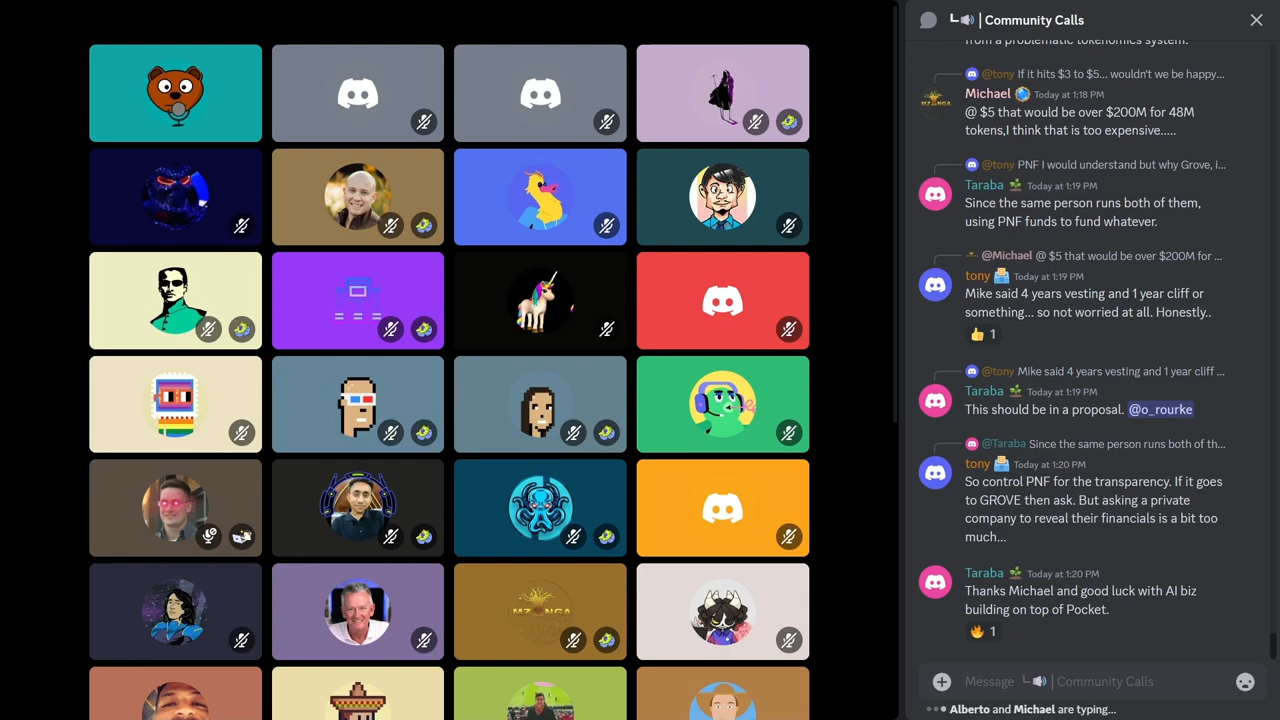 | Community Calls
from a problematic tokenomics system.
@tony If it hits $3 to $5... wouldn't we be happy...
Michael Today at 1:18 PM
@ $5 that would be over $200M for 48M
tokens,I think that is too expensive.....
@tony PNF I would understand but why Grove, i...
Taraba Today at 1:19 PM
Since the same person runs both of them,
using PNF funds to fund whatever.
@Michael @ $5 that would be over $200M for ...
tony Today at 1:19 PM
Mike said 4 years vesting and 1 year cliff or
something... so not worried at all. Honestly..
1
@tony Mike said 4 years vesting and 1 year cliff ...
Taraba Today at 1:19 PM
This should be in a proposal. @o_rourke
@Taraba Since the same person runs both of th...
tony Today at 1:20 PM
So control PNF for the transparency. If it goes
to GROVE then ask. But asking a private
company to reveal their financials is a bit too
much...
Taraba Today at 1:20 PM
Thanks Michael and good luck with AI biz
building on top of Pocket.
1
Message | Community Calls
Alberto and Michael are typing...